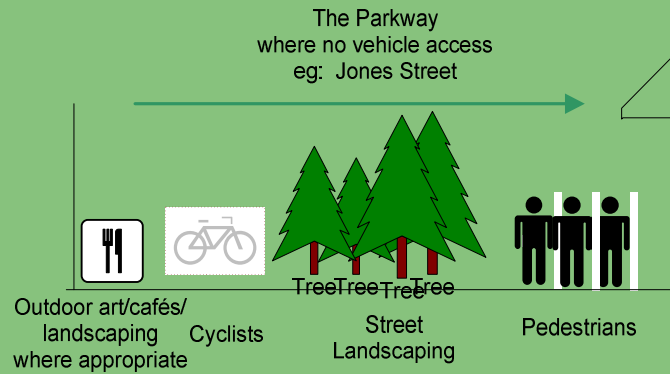 The Parkway
where no vehicle access
eg: Jones Street
Tree Tree Tree Tree
Outdoor art/cafés/
landscaping
where appropriate
Cyclists
Street
Landscaping
Pedestrians